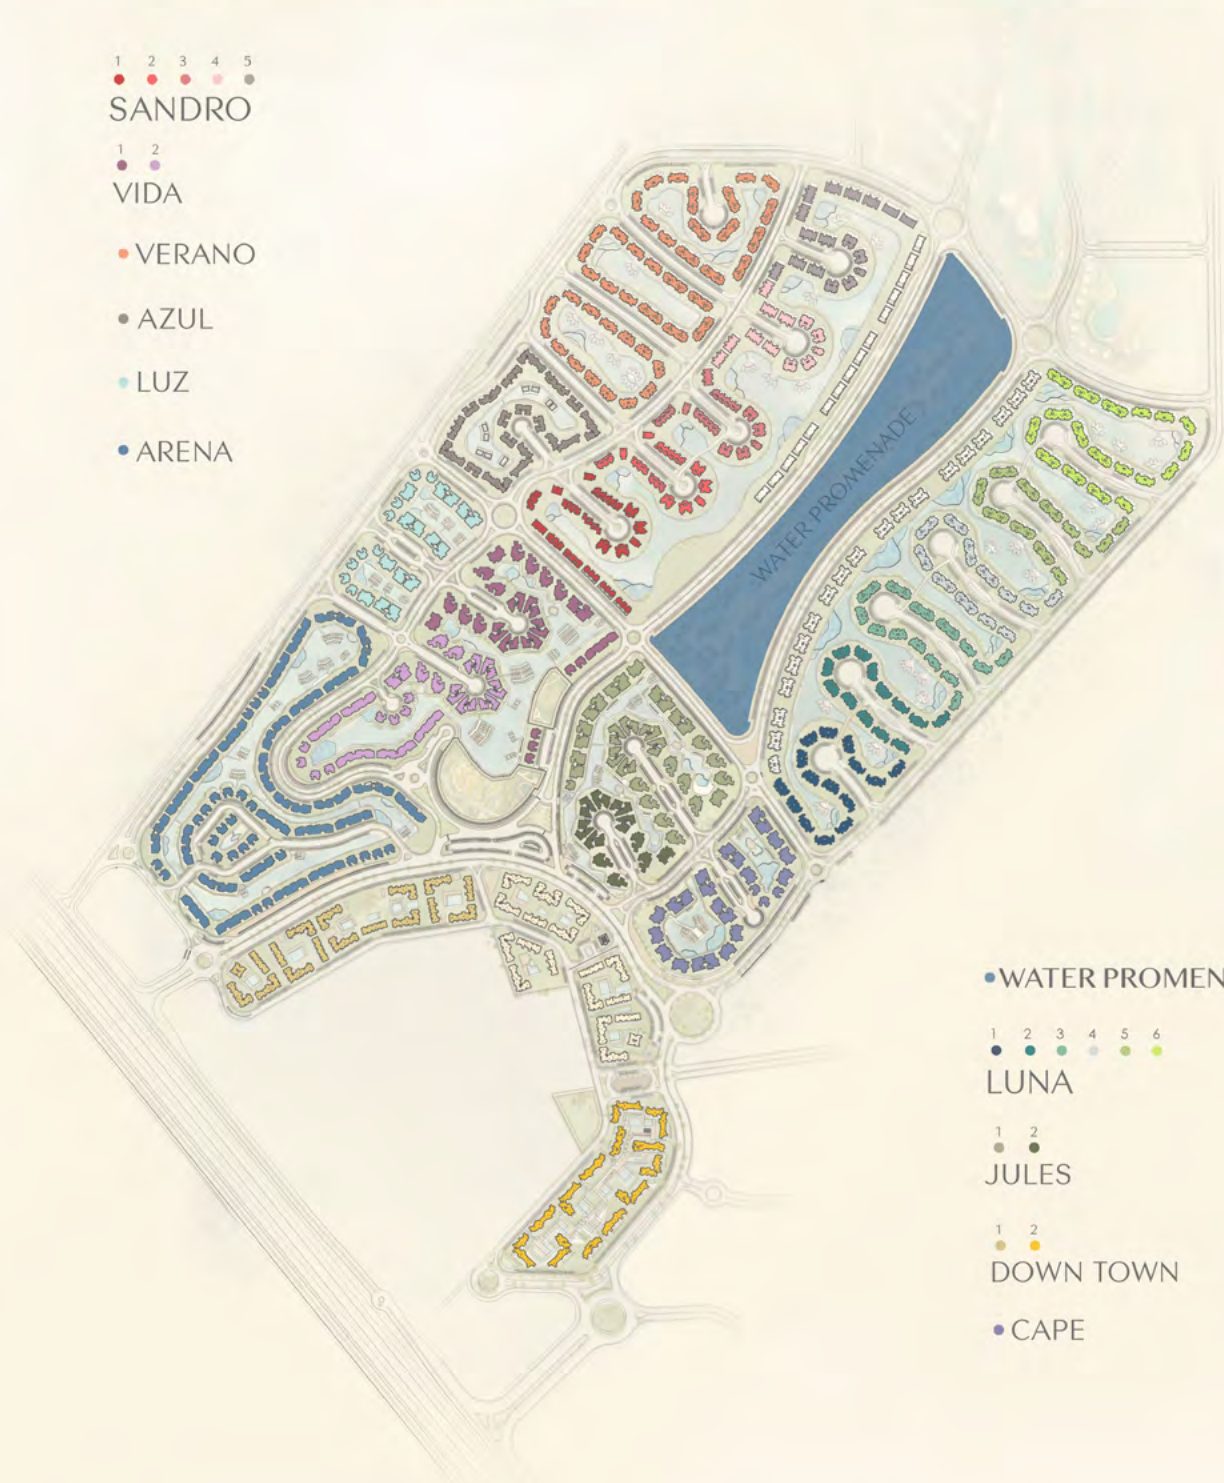 1 2 3 4 5
SANDRO
1 2
VIDA
VERANO
AZUL
LUZ
ARENA
WATER PROMENADE
WATER PROMEN
1 2 3 4 5 6
LUNA
1 2
JULES
1 2
DOWN TOWN
CAPE